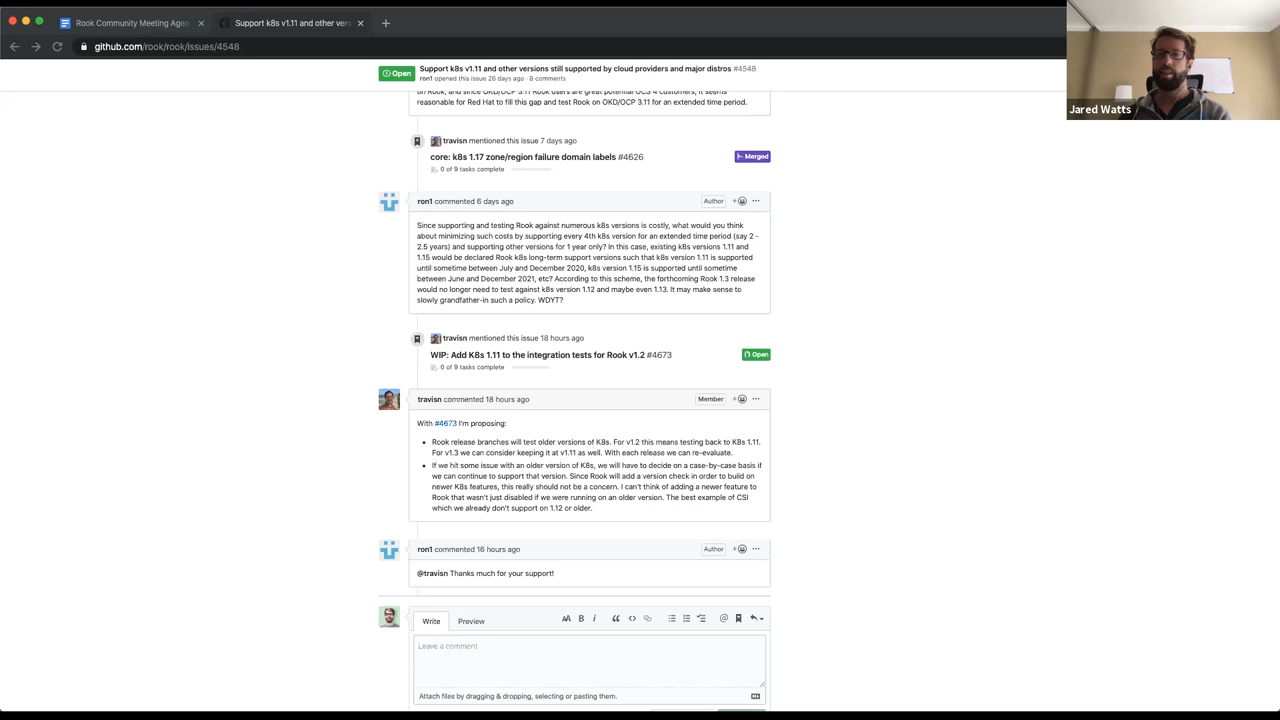 Rook Community Meeting Agen
Support k8s v1.11 and other ver
github.com/rook/rook/issues/4548
Jared Watts
Open
Support k8s v1.11 and other versions still supported by cloud providers and major distros #4548
ron1 opened this issue 26 days ago · 8 comments
on Rook, and since OKD/OCP 3.11 Rook users are great potential OCS 4 customers, it seems
reasonable for Red Hat to fill this gap and test Rook on OKD/OCP 3.11 for an extended time period.
travisn mentioned this issue 7 days ago
core: k8s 1.17 zone/region failure domain labels #4626
Merged
0 of 9 tasks complete
ron1 commented 6 days ago
Author
Since supporting and testing Rook against numerous k8s versions is costly, what would you think
about minimizing such costs by supporting every 4th k8s version for an extended time period (say 2 -
2.5 years) and supporting other versions for 1 year only? In this case, existing k8s versions 1.11 and
1.15 would be declared Rook k8s long-term support versions such that k8s version 1.11 is supported
until sometime between July and December 2020, k8s version 1.15 is supported until sometime
between June and December 2021, etc? According to this scheme, the forthcoming Rook 1.3 release
would no longer need to test against k8s version 1.12 and maybe even 1.13. It may make sense to
slowly grandfather-in such a policy. WDYT?
travisn mentioned this issue 18 hours ago
WIP: Add K8s 1.11 to the integration tests for Rook v1.2 #4673
Open
0 of 9 tasks complete
travisn commented 18 hours ago
Member
With #4673 I'm proposing:
• Rook release branches will test older versions of K8s. For v1.2 this means testing back to K8s 1.11.
For v1.3 we can consider keeping it at v1.11 as well. With each release we can re-evaluate.
• If we hit some issue with an older version of K8s, we will have to decide on a case-by-case basis if
we can continue to support that version. Since Rook will add a version check in order to build on
newer K8s features, this really should not be a concern. I can't think of adding a newer feature to
Rook that wasn't just disabled if we were running on an older version. The best example of CSI
which we already don't support on 1.12 or older.
ron1 commented 16 hours ago
Author
@travisn Thanks much for your support!
Write
Preview
Leave a comment
Attach files by dragging & dropping, selecting or pasting them.